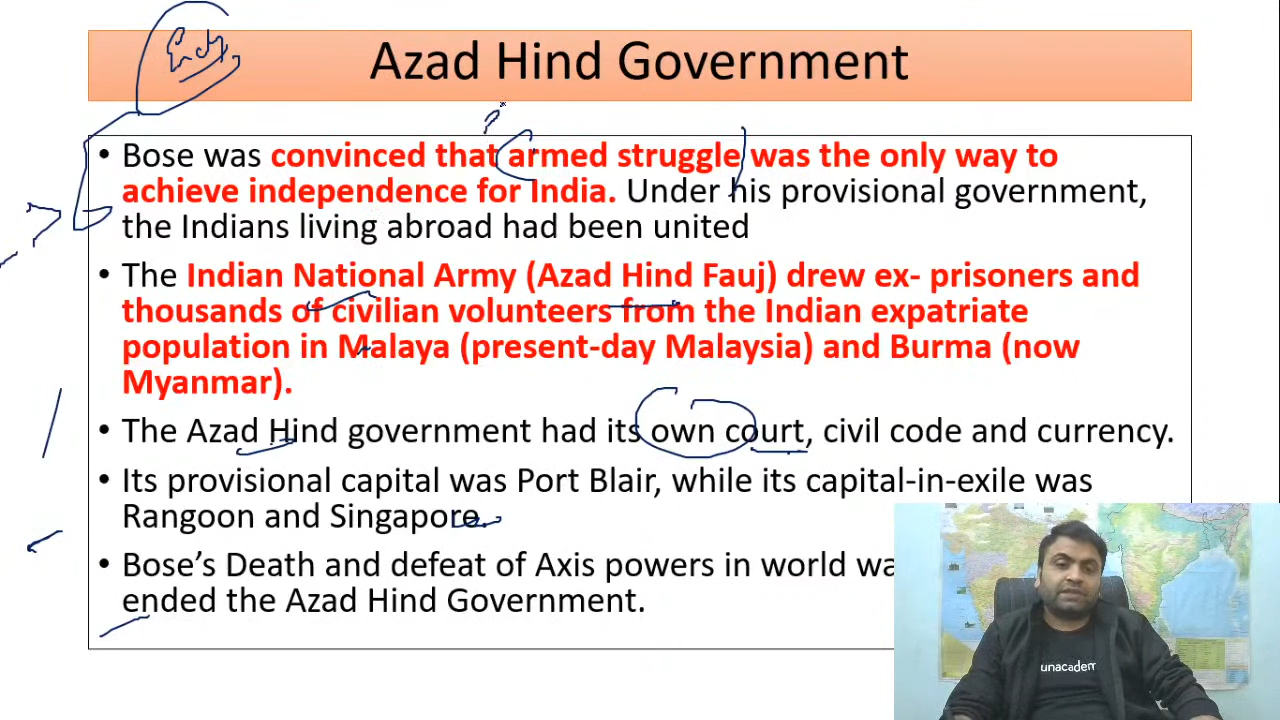 Azad Hind Government
• Bose was convinced that armed struggle was the only way to
achieve independence for India. Under his provisional government,
the Indians living abroad had been united
• The Indian National Army (Azad Hind Fauj) drew ex- prisoners and
thousands of civilian volunteers from the Indian expatriate
population in Malaya (present-day Malaysia) and Burma (now
Myanmar).
• The Azad Hind government had its own court, civil code and currency.
• Its provisional capital was Port Blair, while its capital-in-exile was
Rangoon and Singapore.
• Bose’s Death and defeat of Axis powers in world wa
ended the Azad Hind Government.